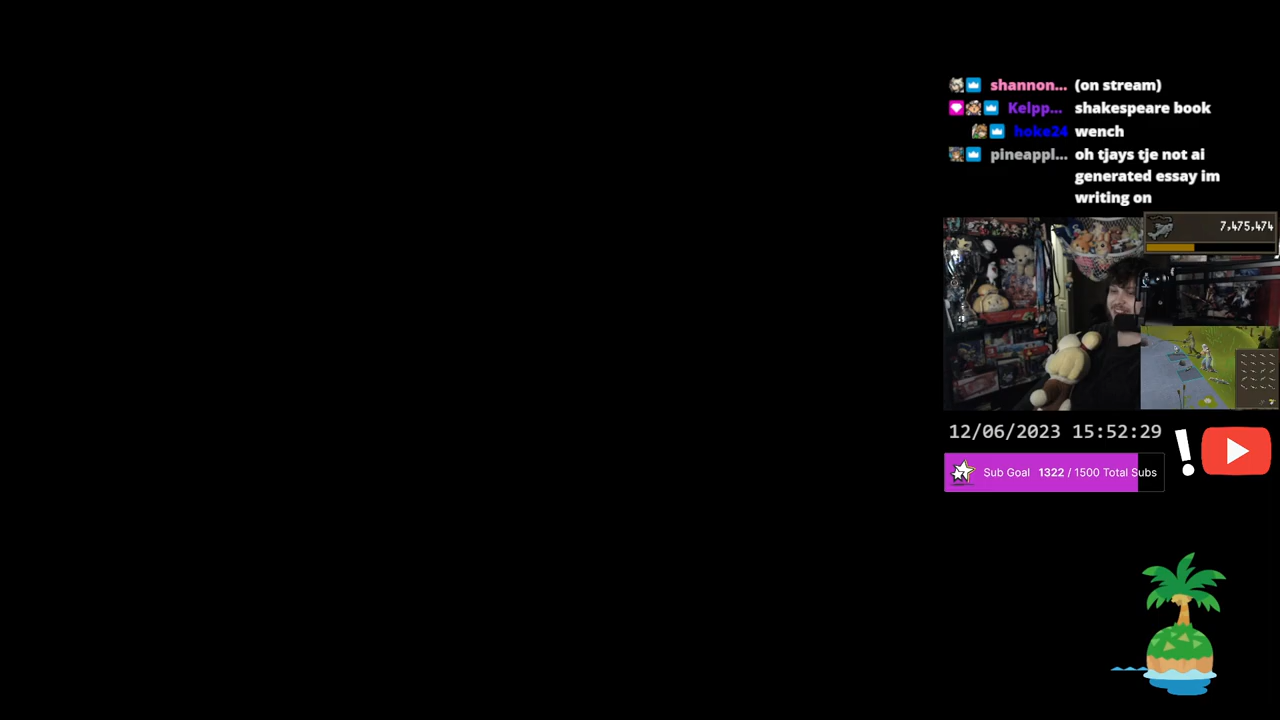 shannon... (on stream)
Kelpp... shakespeare book
hoke24 wench
pineappl... oh tjays tje not ai
generated essay im
writing on
7,475,474
12/06/2023 15:52:29
!
Sub Goal 1322 / 1500 Total Subs